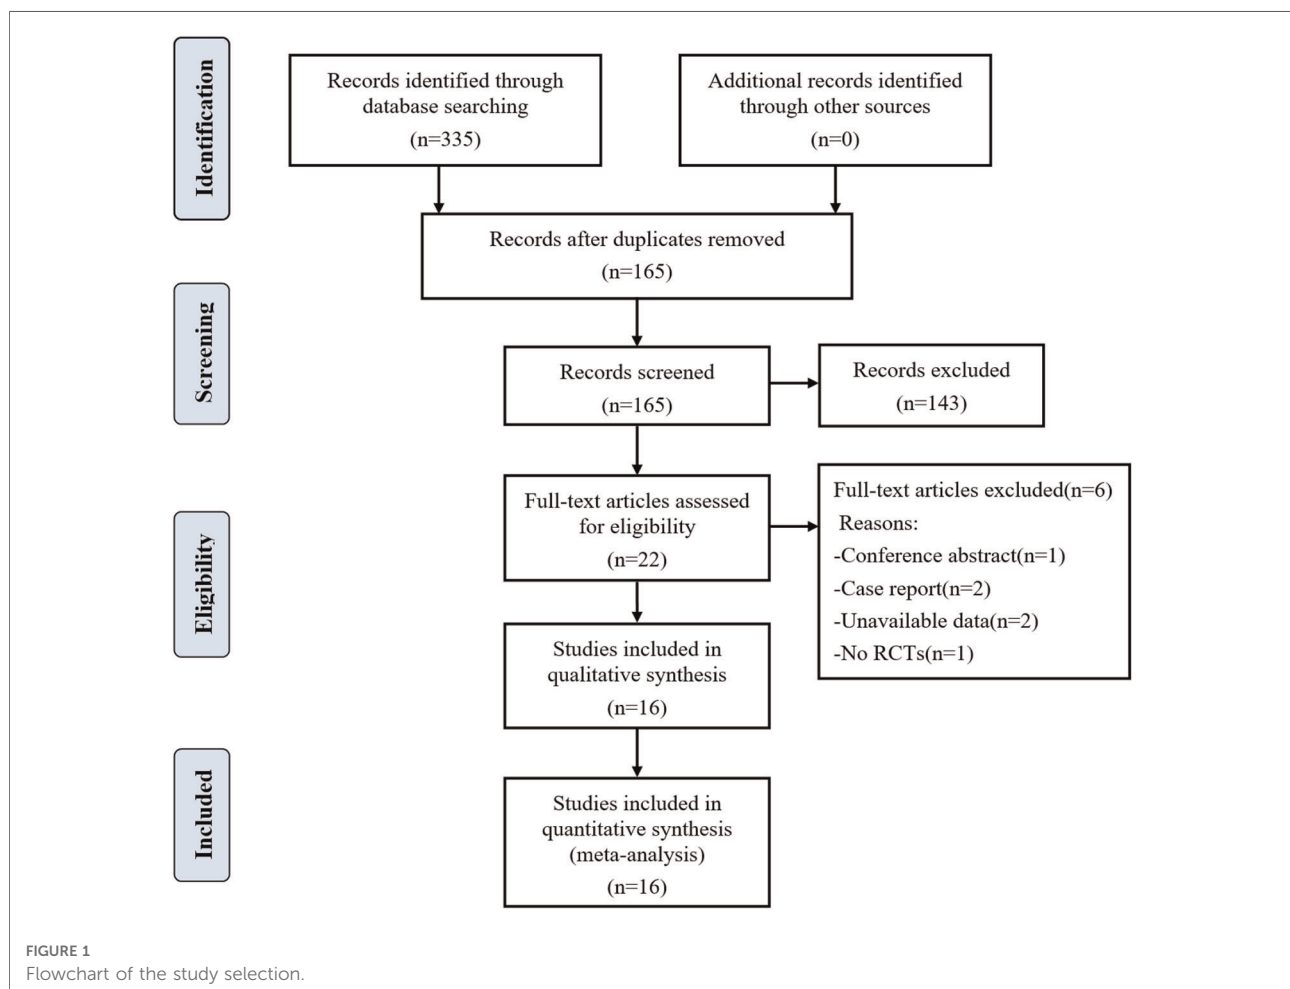 Identification
Records identified through
database searching
(n=335)
Additional records identified
through other sources
(n=0)
Records after duplicates removed
(n=165)
Screening
Records screened
(n=165)
Records excluded
(n=143)
Eligibility
Full-text articles assessed
for eligibility
(n=22)
Full-text articles excluded(n=6)
Reasons:
-Conference abstract(n=1)
-Case report(n=2)
-Unavailable data(n=2)
-No RCTs(n=1)
Studies included in
qualitative synthesis
(n=16)
Included
Studies included in
quantitative synthesis
(meta-analysis)
(n=16)
FIGURE 1
Flowchart of the study selection.